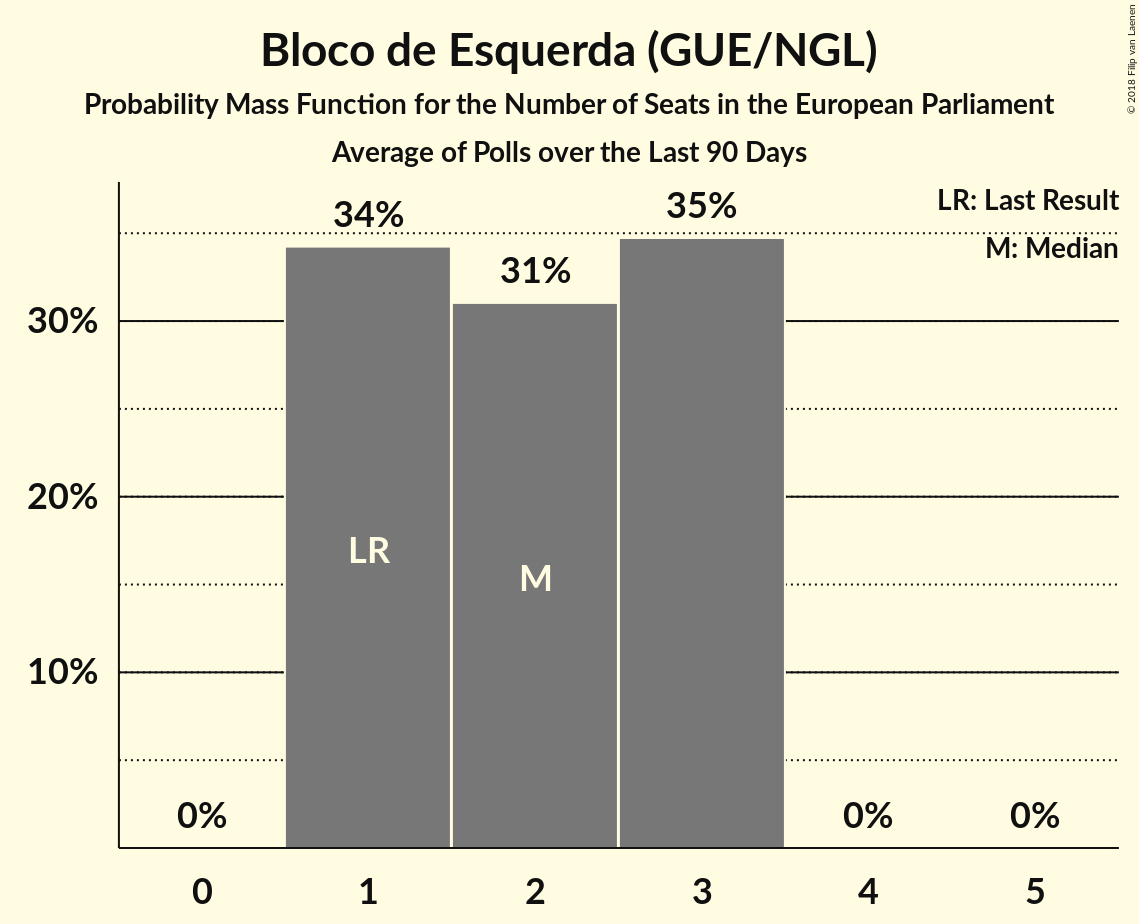 Bloco de Esquerda (GUE/NGL)
Probability Mass Function for the Number of Seats in the European Parliament
Average of Polls over the Last 90 Days
© 2018 Filip van Laenen
LR: Last Result
M: Median
34%
31%
35%
30%
20%
10%
LR
M
0%
0%
0%
0
1
2
3
4
5